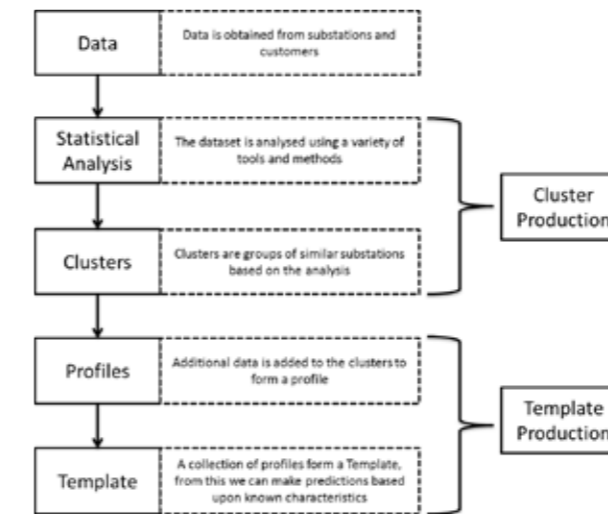 Data
Data is obtained from substations and
customers
Statistical
Analysis
The dataset is analysed using a variety of
tools and methods
Clusters
Clusters are groups of similar substations
based on the analysis
Cluster
Production
Profiles
Additional data is added to the clusters to
form a profile
Template
A collection of profiles form a Template,
from this we can make predictions based
upon known characteristics
Template
Production